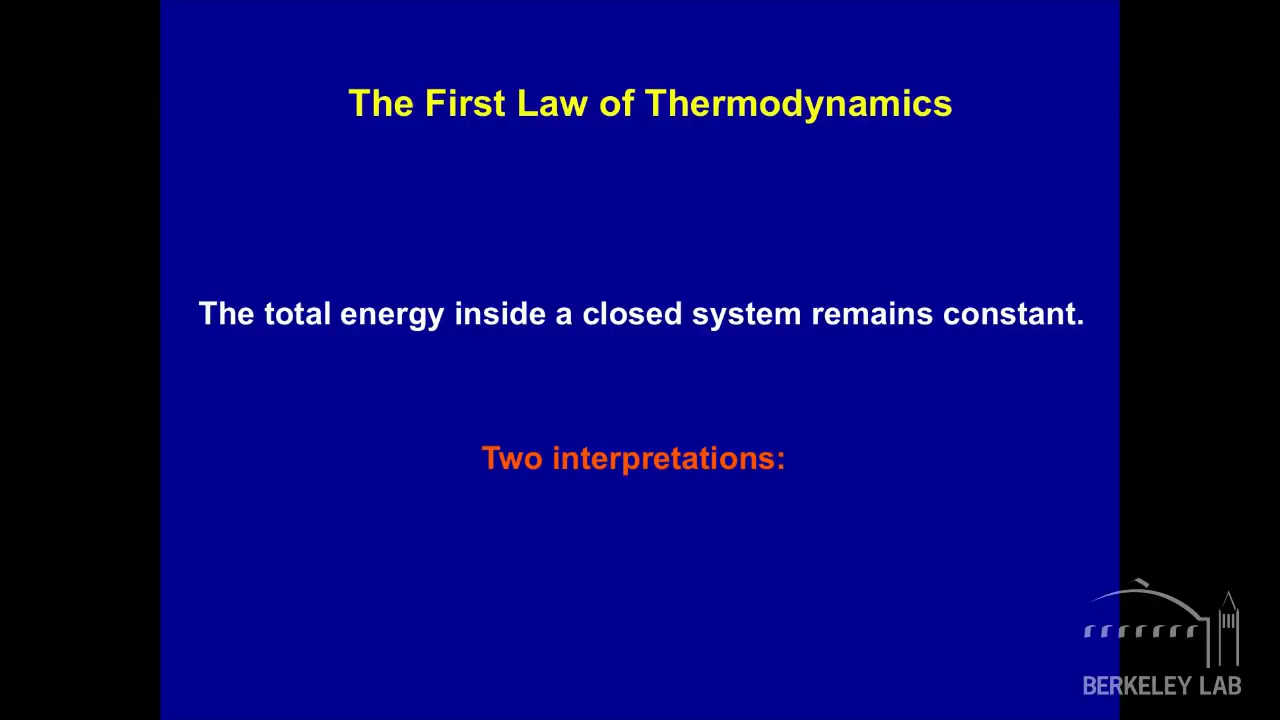 The First Law of Thermodynamics
The total energy inside a closed system remains constant.
Two interpretations:
BERKELEY LAB